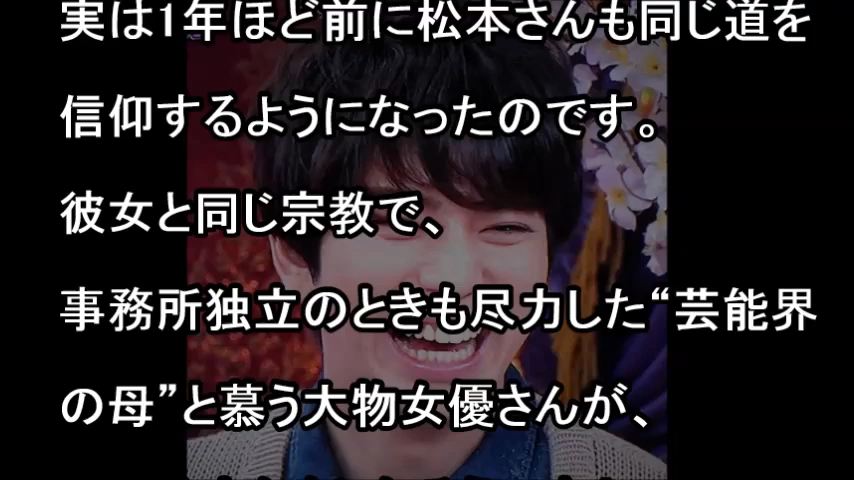 実は1年ほど前に松本さんも同じ道を
信仰するようになったのです。
彼女と同じ宗教で、
事務所独立のときも尽力した“芸能界
の母”と慕う大物女優さんが、